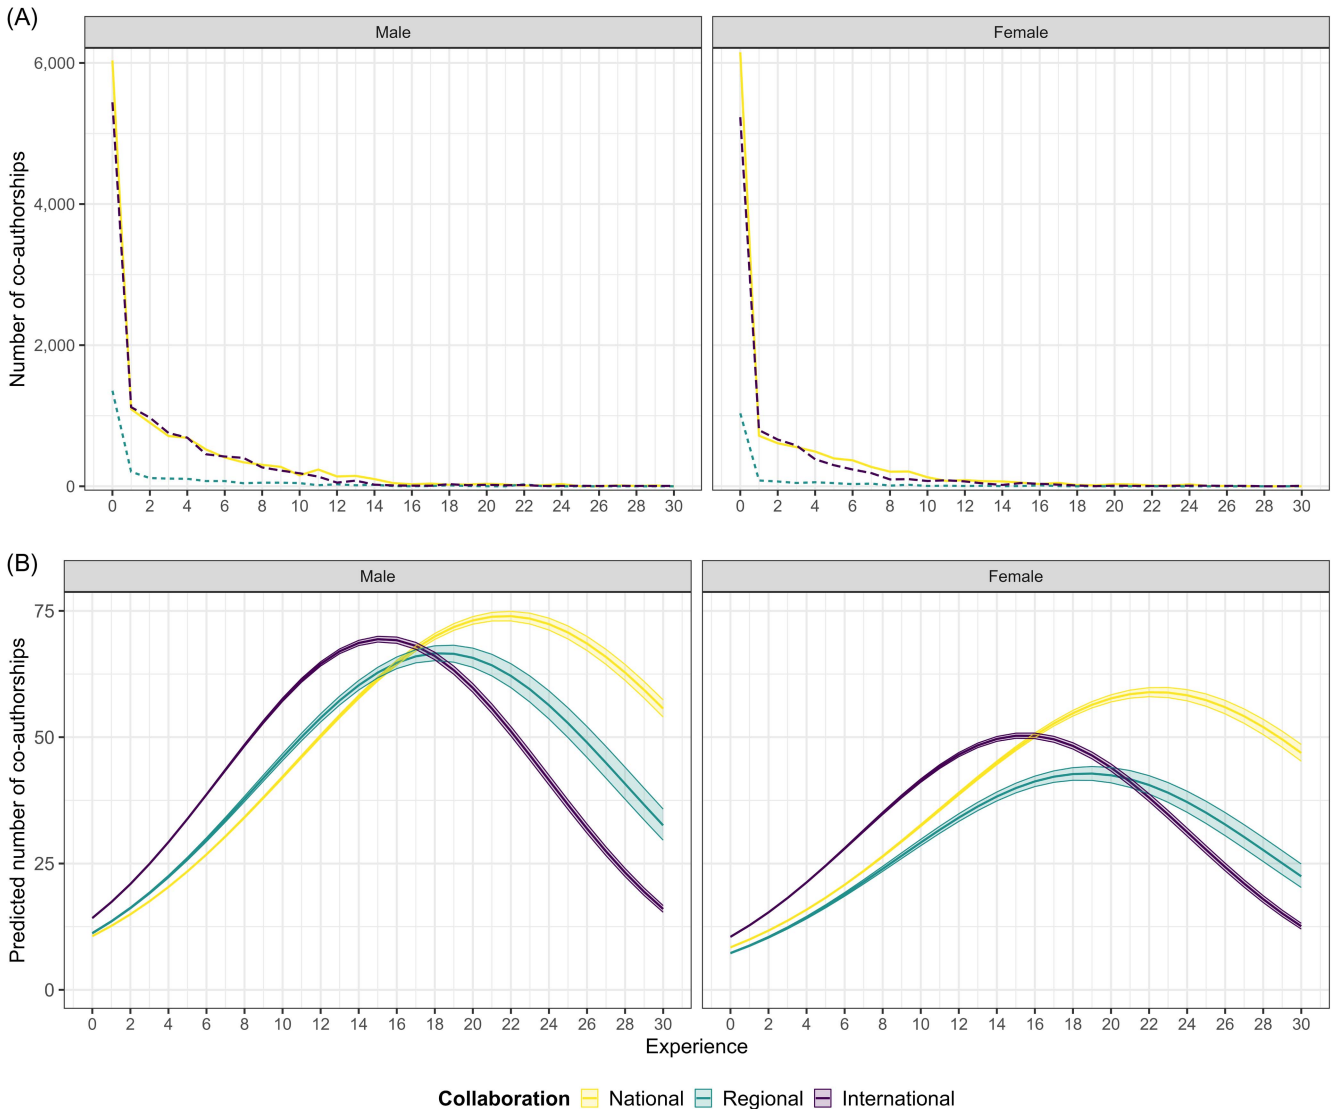 (A)
Male
Female
Number of co-authorships
6,000
4,000
2,000
0
0 2 4 6 8 10 12 14 16 18 20 22 24 26 28 30
0 2 4 6 8 10 12 14 16 18 20 22 24 26 28 30
(B)
Male
Female
Predicted number of co-authorships
75
50
25
0
0 2 4 6 8 10 12 14 16 18 20 22 24 26 28 30
0 2 4 6 8 10 12 14 16 18 20 22 24 26 28 30
Experience
Collaboration National Regional International